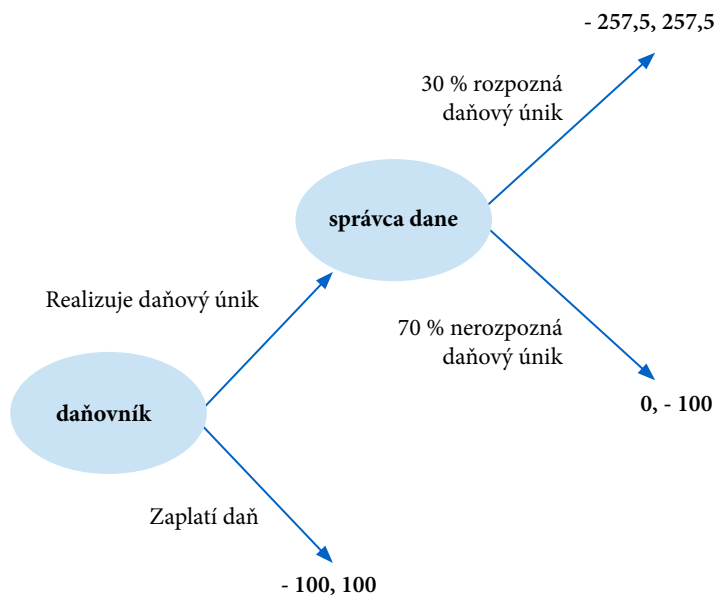 - 257,5, 257,5
30 % rozpozná
daňový únik
správca dane
Realizuje daňový únik
70 % nerozpozná
daňový únik
0, - 100
daňovník
Zaplatí daň
- 100, 100